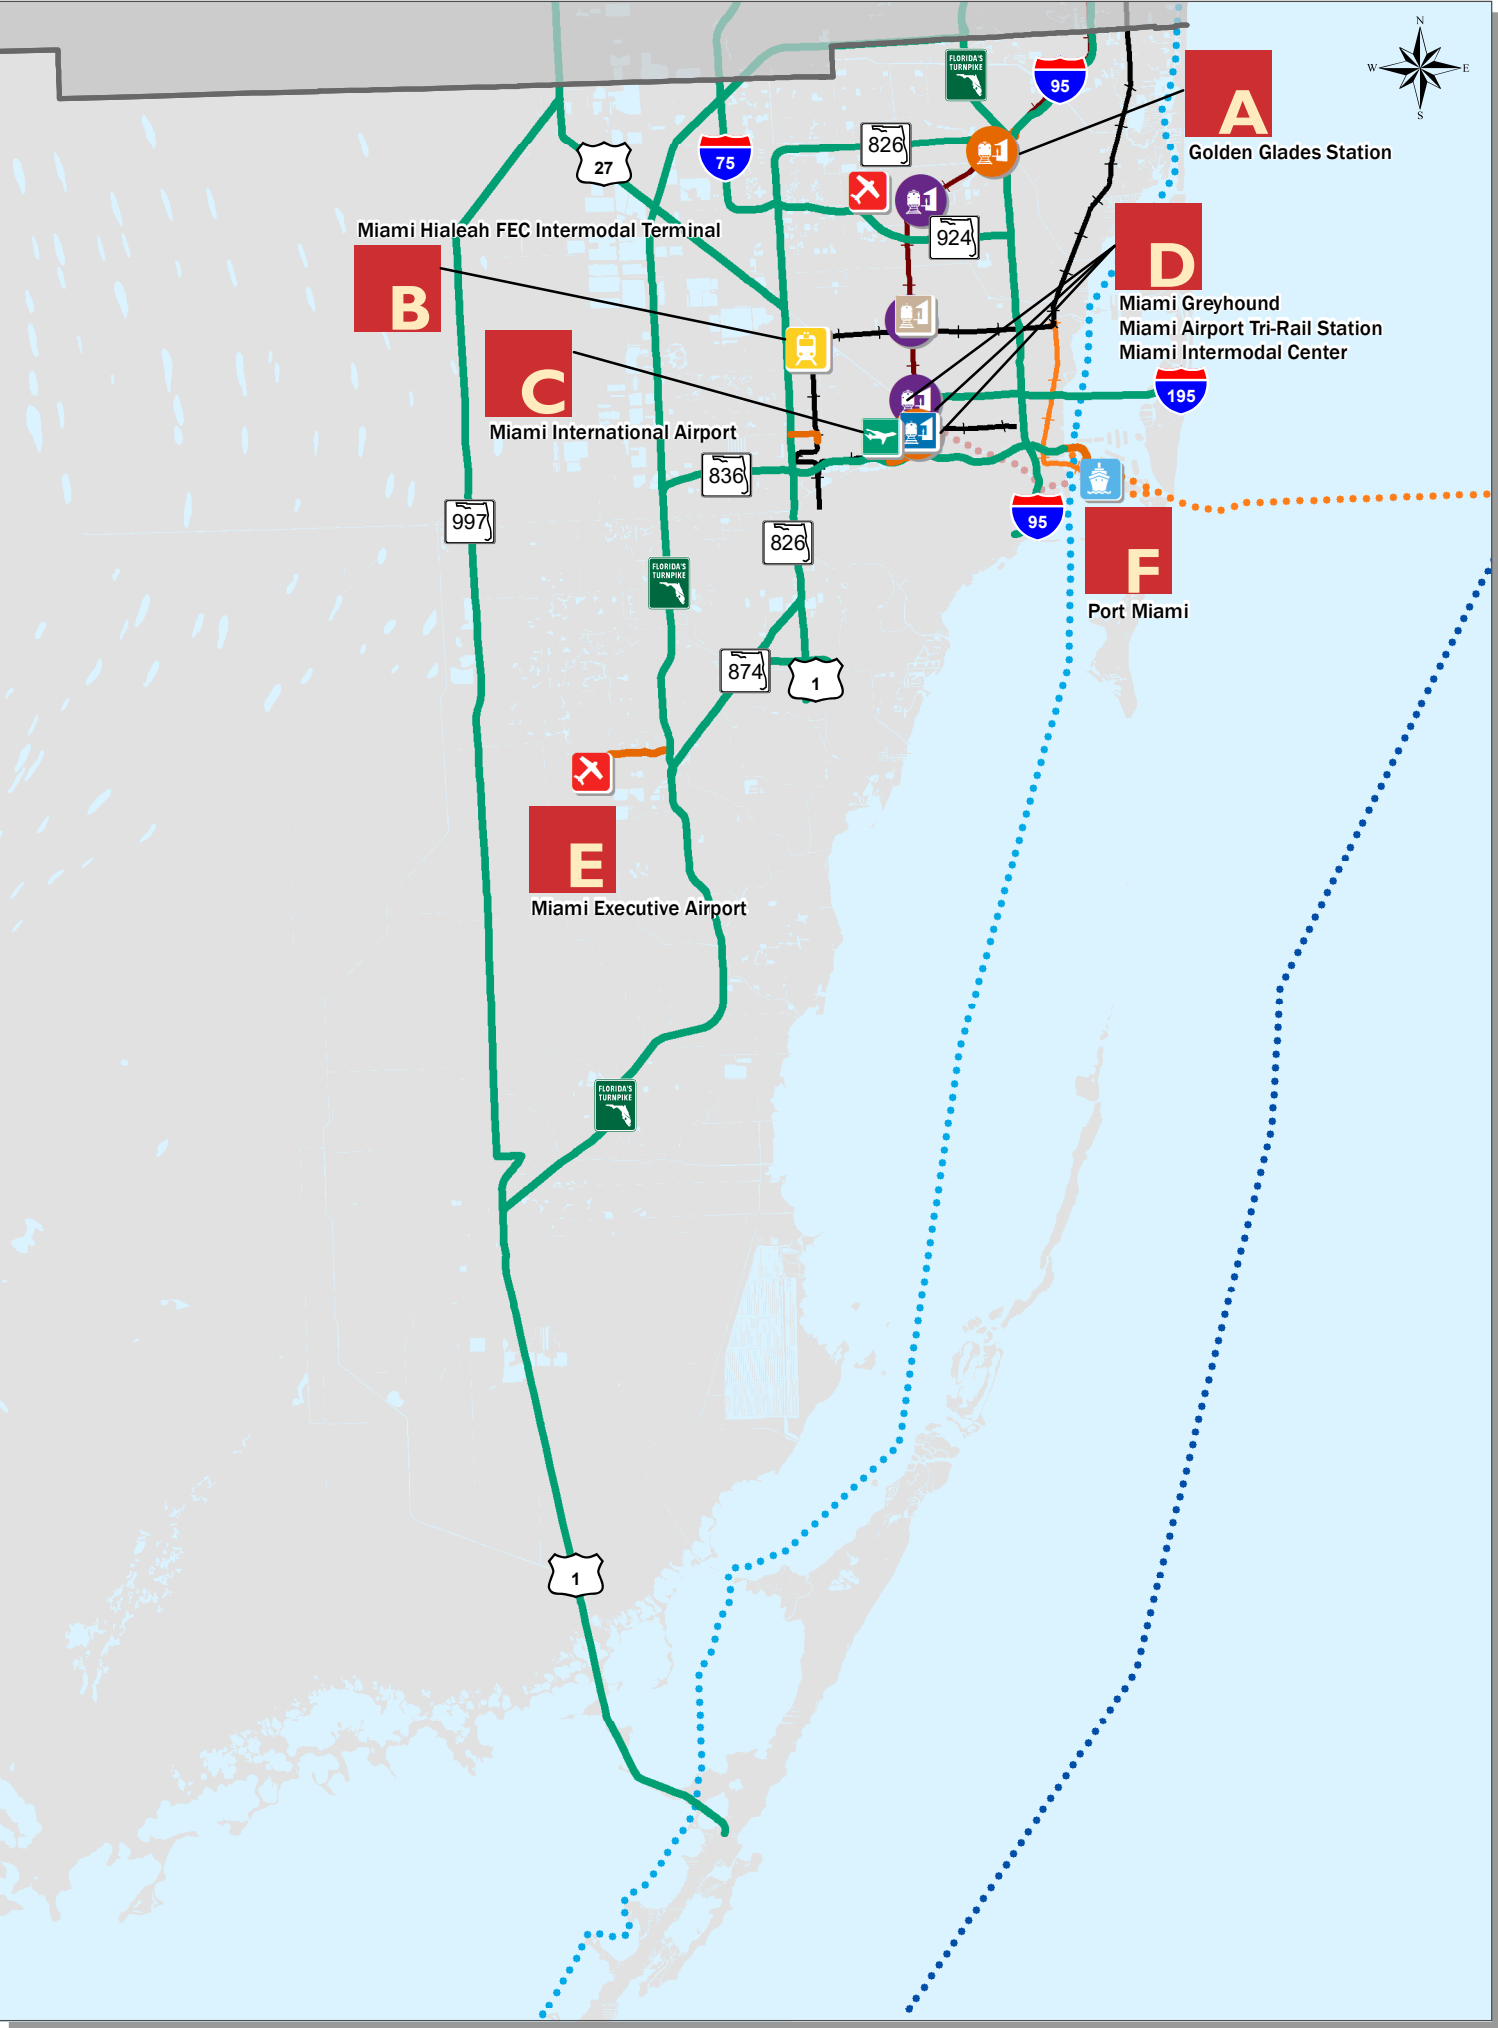 N
W
E
S
FLORIDA'S
TURNPIKE
95
A
Golden Glades Station
826
27
75
924
Miami Hialeah FEC Intermodal Terminal
B
D
Miami Greyhound
Miami Airport Tri-Rail Station
Miami Intermodal Center
C
Miami International Airport
195
836
997
95
826
F
Port Miami
FLORIDA'S
TURNPIKE
874
1
E
Miami Executive Airport
FLORIDA'S
TURNPIKE
1